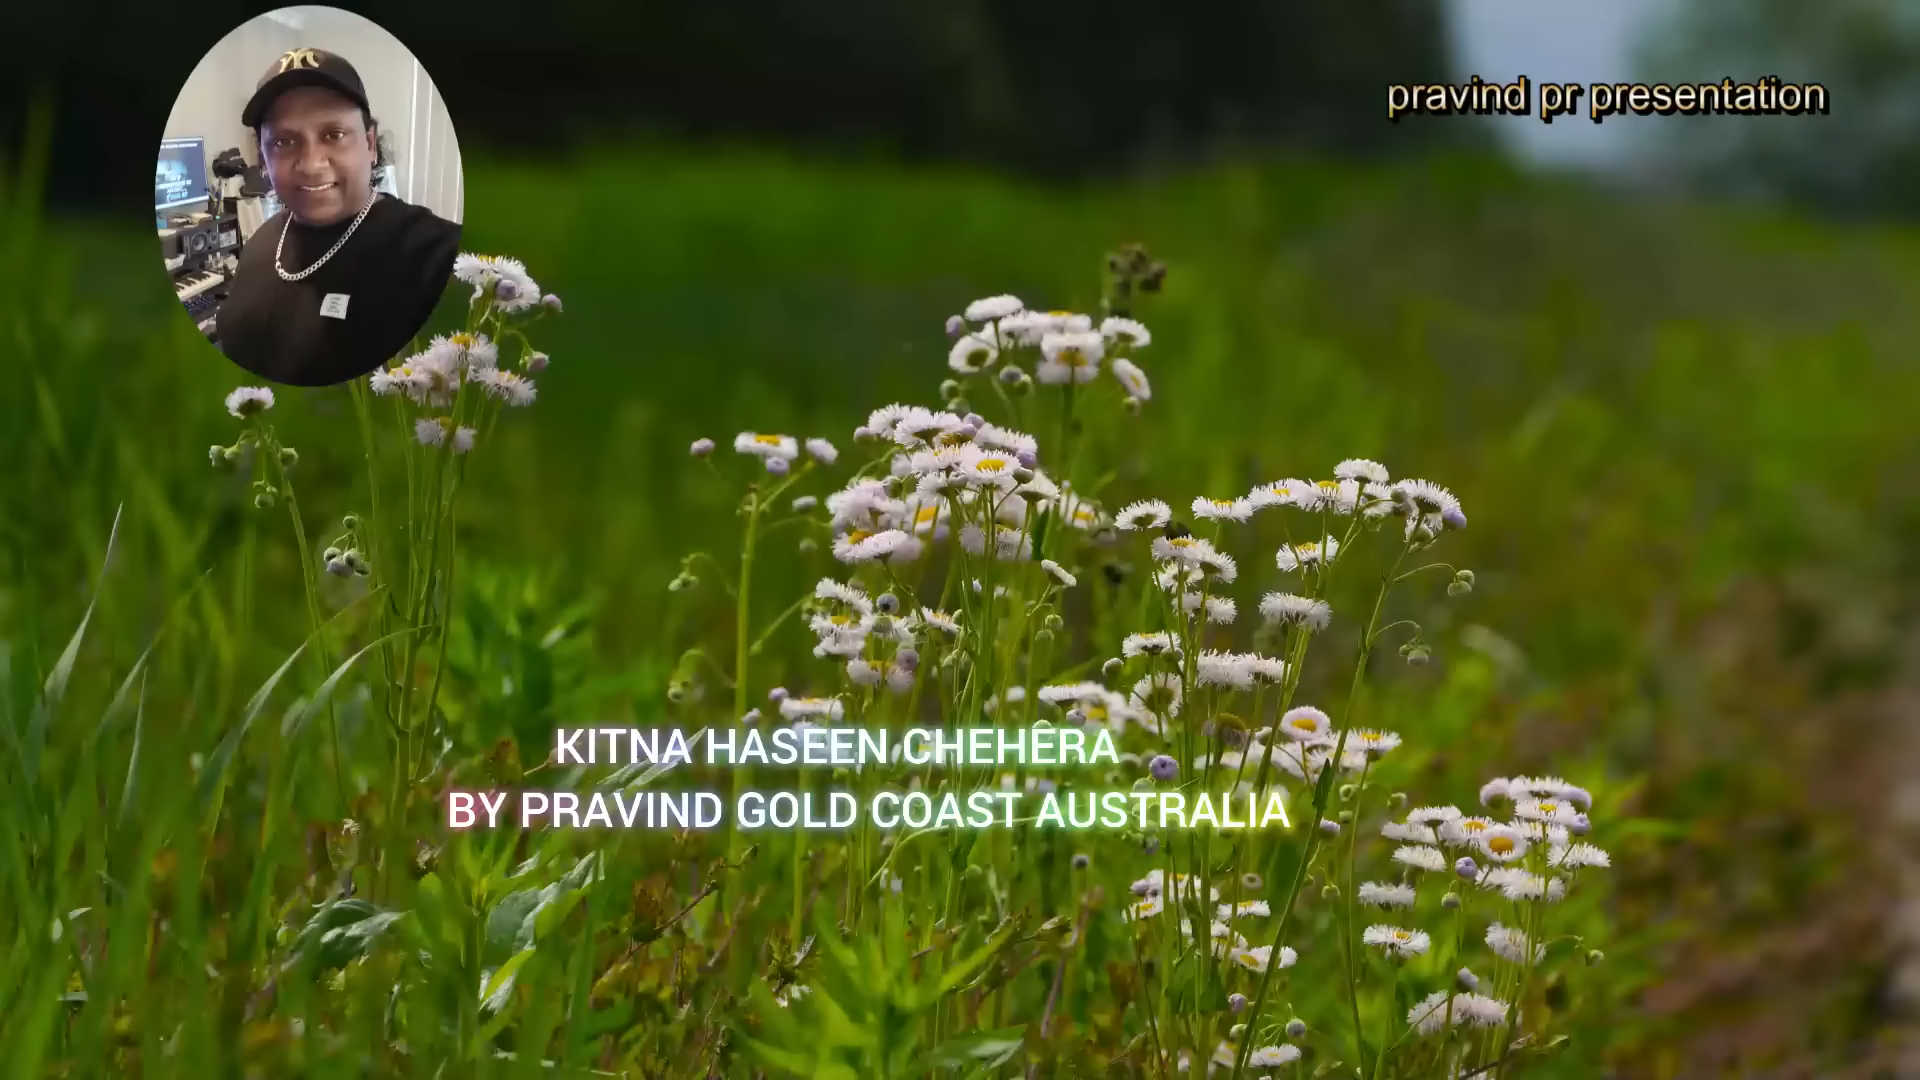 pravind pr presentation
KITNA HASEEN CHEHERA
BY PRAVIND GOLD COAST AUSTRALIA